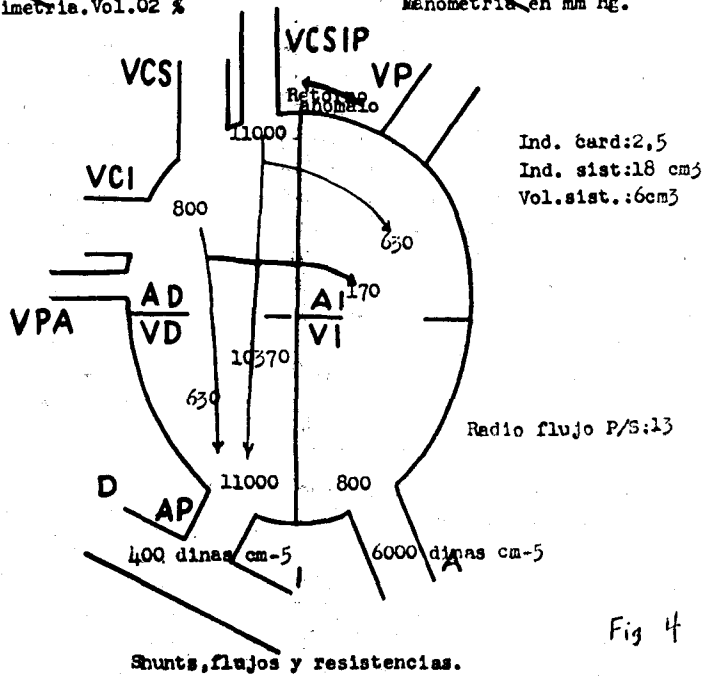 imetria.Vol.02 %
Manometria en mm Hg.
VCSIP
VCS
VP
Retorno
anomalo
11000
Ind. card:2,5
Ind. sist:18 cm3
Vol.sist.:6cm3
VCI
800
630
170
AD
AI
VPA
VD
VI
10370
630
Radio flujo P/S:13
D
11000
800
AP
400 dinas cm-5
6000 dinas cm-5
A
I
Fig 4
Shunts,flujos y resistencias.